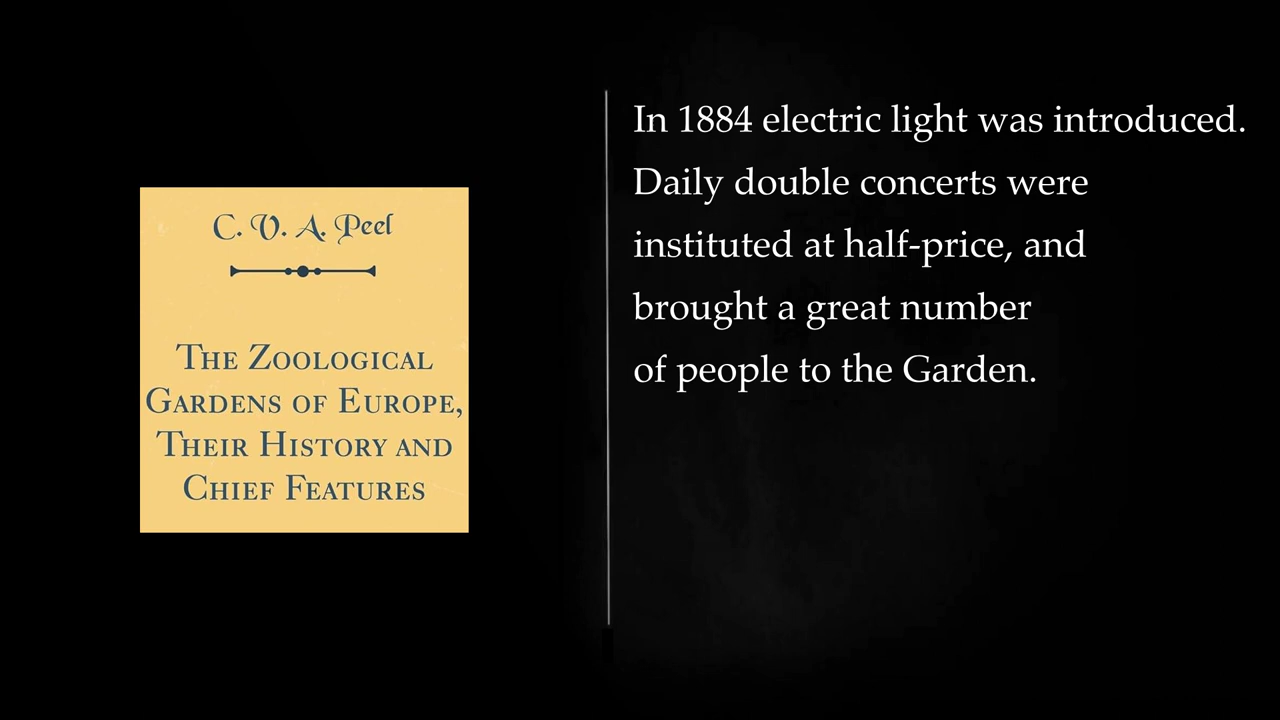 C. V. A. Peel
The Zoological
Gardens of Europe,
Their History and
Chief Features
In 1884 electric light was introduced.
Daily double concerts were
instituted at half-price, and
brought a great number
of people to the Garden.